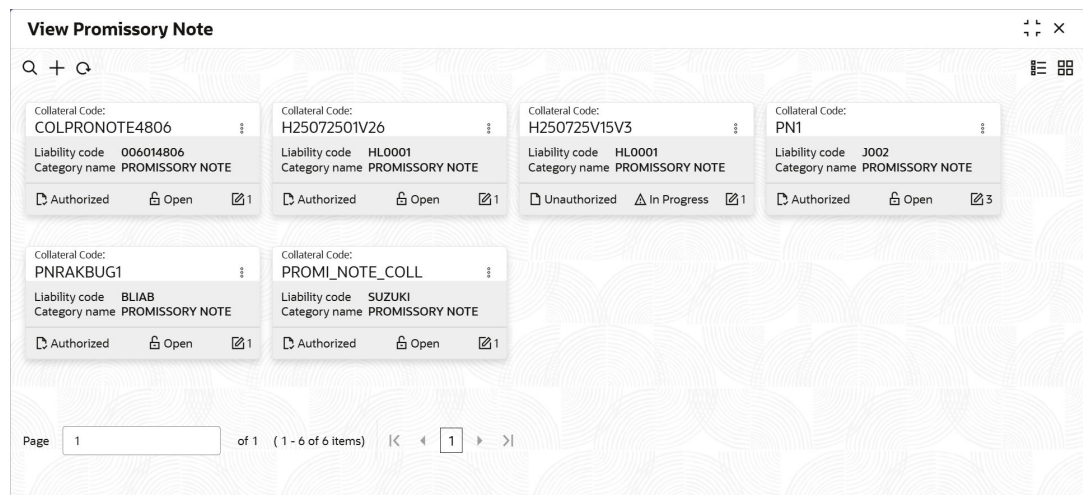 View Promissory Note
Collateral Code:
COLPRONOTE4806
Liability code 006014806
Category name PROMISSORY NOTE
Authorized Open 1
Collateral Code:
H25072501V26
Liability code HL0001
Category name PROMISSORY NOTE
Authorized Open 1
Collateral Code:
H250725V15V3
Liability code HL0001
Category name PROMISSORY NOTE
Unauthorized In Progress 1
Collateral Code:
PN1
Liability code J002
Category name PROMISSORY NOTE
Authorized Open 3
Collateral Code:
PNRAKBUG1
Liability code BLIAB
Category name PROMISSORY NOTE
Authorized Open 1
Collateral Code:
PROMI_NOTE_COLL
Liability code SUZUKI
Category name PROMISSORY NOTE
Authorized Open 1
Page 1 of 1 ( 1 - 6 of 6 items) 1